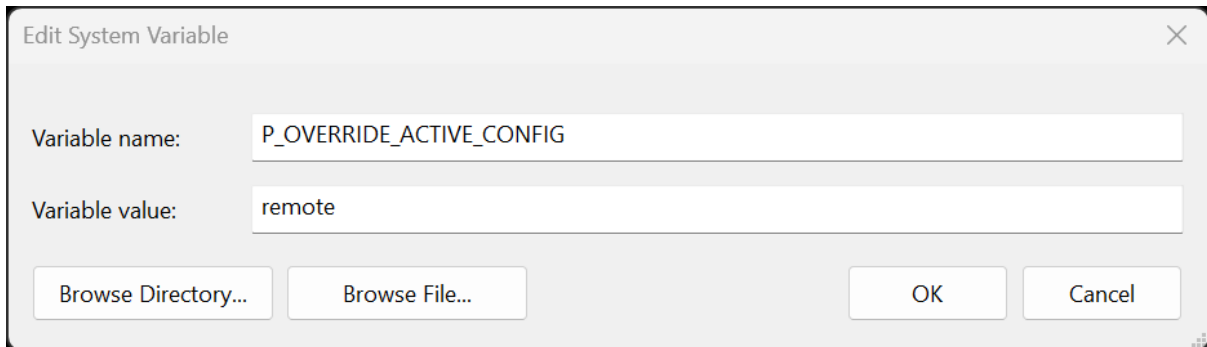 Edit System Variable
Variable name: P_OVERRIDE_ACTIVE_CONFIG
Variable value: remote
Browse Directory... Browse File... OK Cancel